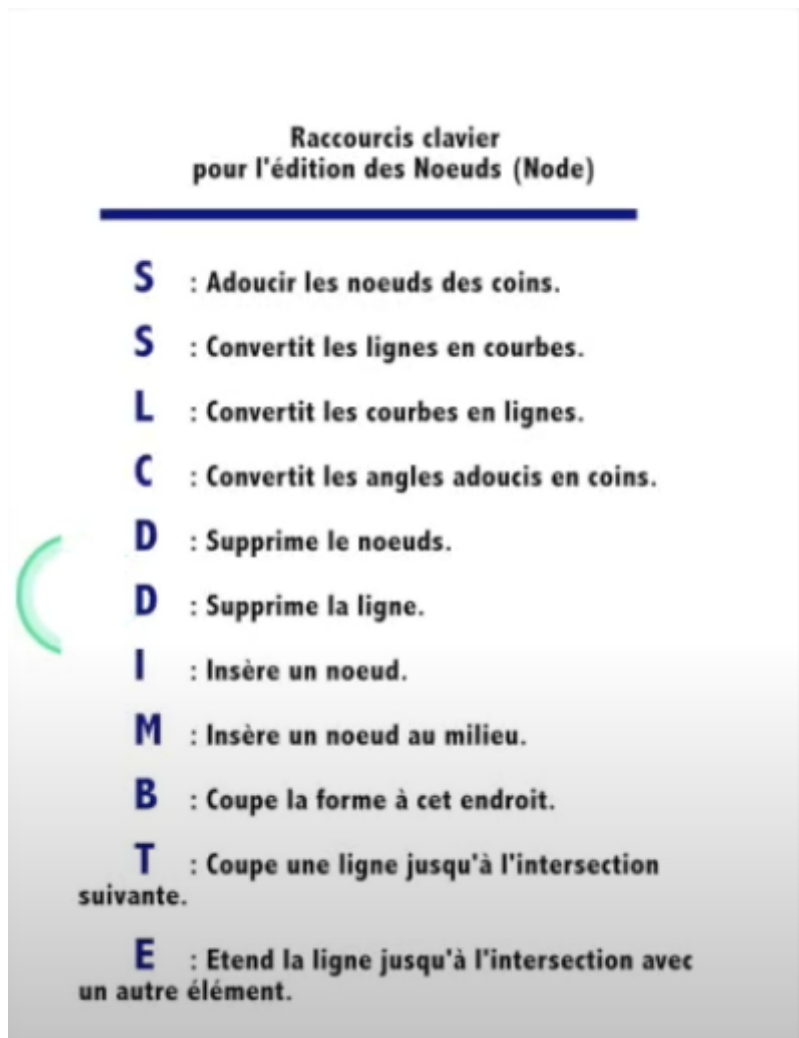 Raccourcis clavier
pour l'édition des Noeuds (Node)
S : Adoucir les noeuds des coins.
S : Convertit les lignes en courbes.
L : Convertit les courbes en lignes.
C : Convertit les angles adoucis en coins.
D : Supprime le noeuds.
D : Supprime la ligne.
I : Insère un noeud.
M : Insère un noeud au milieu.
B : Coupe la forme à cet endroit.
T : Coupe une ligne jusqu'à l'intersection
suivante.
E : Etend la ligne jusqu'à l'intersection avec
un autre élément.